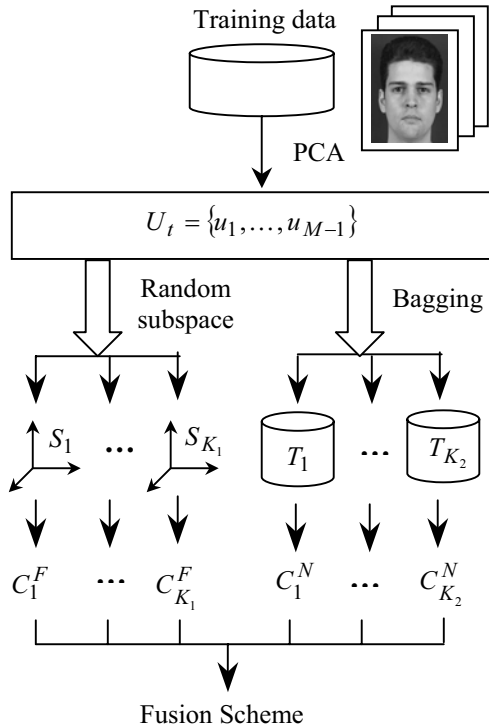 Training data
PCA
U_t = {u_1,...,u_{M-1}}
Random
subspace
Bagging
S_1 ... S_{K_1} T_1 ... T_{K_2}
C_1^F ... C_{K_1}^F C_1^N ... C_{K_2}^N
Fusion Scheme